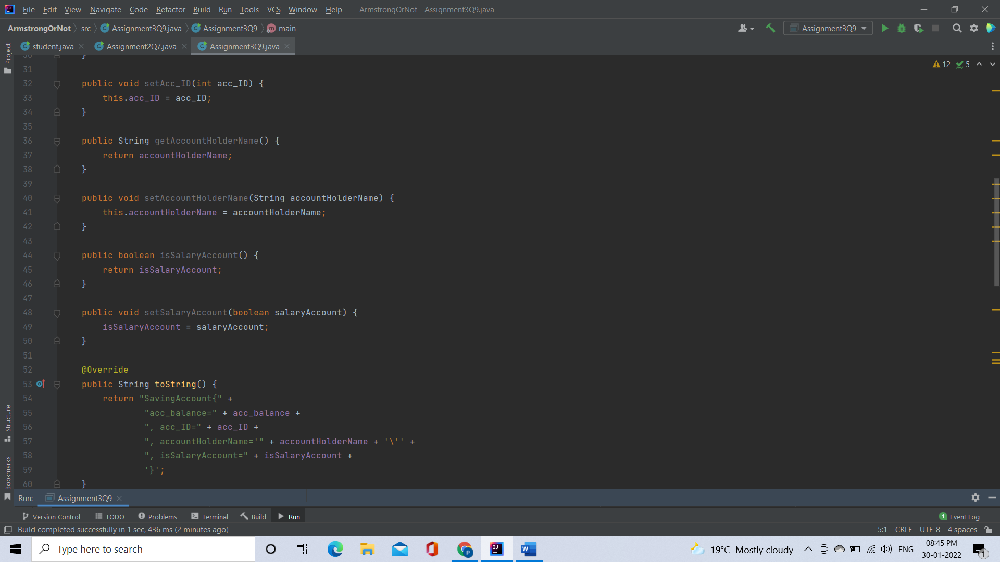 File Edit View Navigate Code Refactor Build Run Tools VCS Window Help ArmstrongOrNot - Assignment3Q9.java
ArmstrongOrNot src Assignment3Q9.java Assignment3Q9 main Assignment3Q9
student.java Assignment2Q7.java Assignment3Q9.java
Project
12 5
30 }
31
32 public void setAcc_ID(int acc_ID) {
33 this.acc_ID = acc_ID;
34 }
35
36 public String getAccountHolderName() {
37 return accountHolderName;
38 }
39
40 public void setAccountHolderName(String accountHolderName) {
41 this.accountHolderName = accountHolderName;
42 }
43
44 public boolean isSalaryAccount() {
45 return isSalaryAccount;
46 }
47
48 public void setSalaryAccount(boolean salaryAccount) {
49 isSalaryAccount = salaryAccount;
50 }
51
52 @Override
53 public String toString() {
54 return "SavingAccount{" +
55 "acc_balance=" + acc_balance +
56 ", acc_ID=" + acc_ID +
57 ", accountHolderName='" + accountHolderName + '\'' +
58 ", isSalaryAccount=" + isSalaryAccount +
59 '}';
60 }
Structure
Bookmarks
Run: Assignment3Q9
Version Control TODO Problems Terminal Build Run 1 Event Log
Build completed successfully in 1 sec, 436 ms (2 minutes ago) 5:1 CRLF UTF-8 4 spaces
Type here to search 19°C Mostly cloudy ENG 08:45 PM
30-01-2022 1